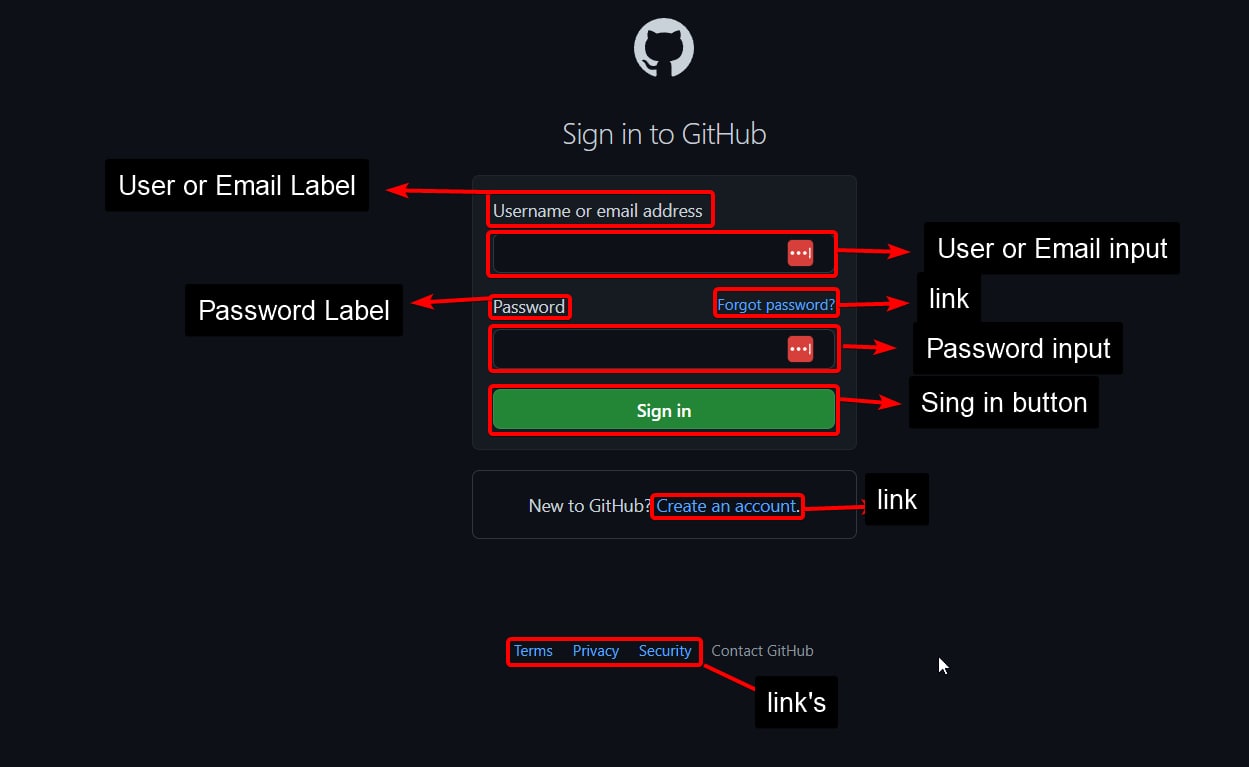 Sign in to GitHub
User or Email Label
Username or email address
User or Email input
Password Label
Password
Forgot password?
link
Password input
Sign in
Sing in button
New to GitHub? Create an account.
link
Terms Privacy Security Contact GitHub
link's